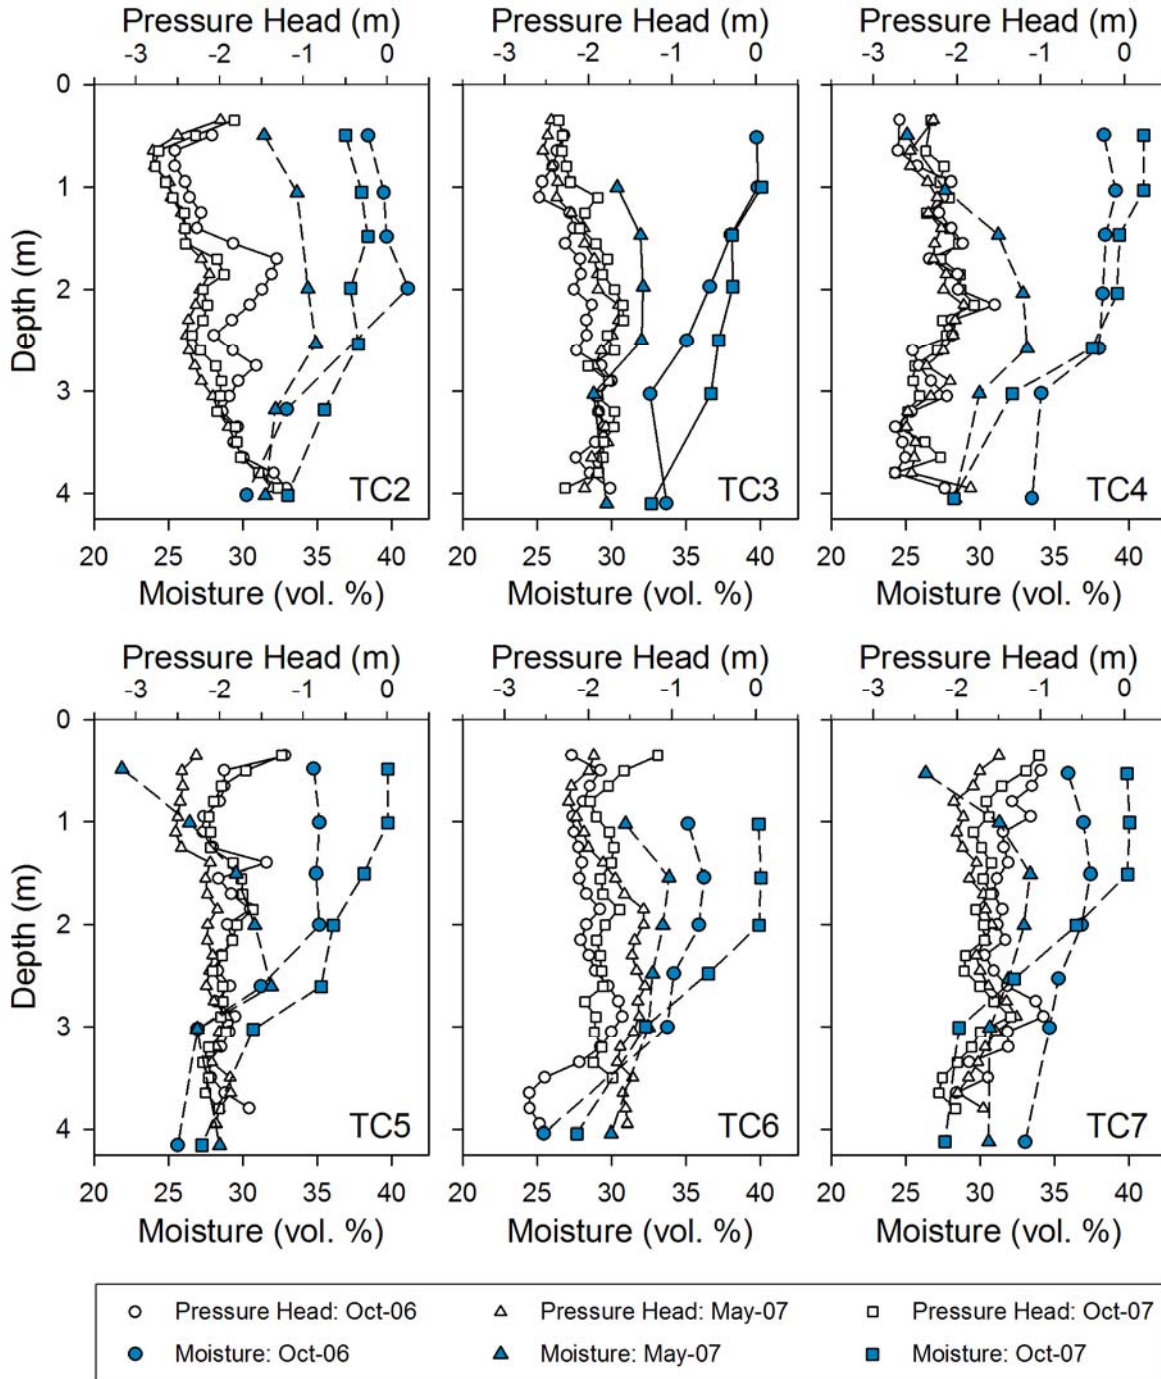 Pressure Head (m) Pressure Head (m) Pressure Head (m)
-3 -2 -1 0 -3 -2 -1 0 -3 -2 -1 0
0
1
2
3
4
Depth (m)
TC2 TC3 TC4
20 25 30 35 40 20 25 30 35 40 20 25 30 35 40
Moisture (vol. %) Moisture (vol. %) Moisture (vol. %)
Pressure Head (m) Pressure Head (m) Pressure Head (m)
-3 -2 -1 0 -3 -2 -1 0 -3 -2 -1 0
0
1
2
3
4
Depth (m)
TC5 TC6 TC7
20 25 30 35 40 20 25 30 35 40 20 25 30 35 40
Moisture (vol. %) Moisture (vol. %) Moisture (vol. %)
Pressure Head: Oct-06 Pressure Head: May-07 Pressure Head: Oct-07
Moisture: Oct-06 Moisture: May-07 Moisture: Oct-07